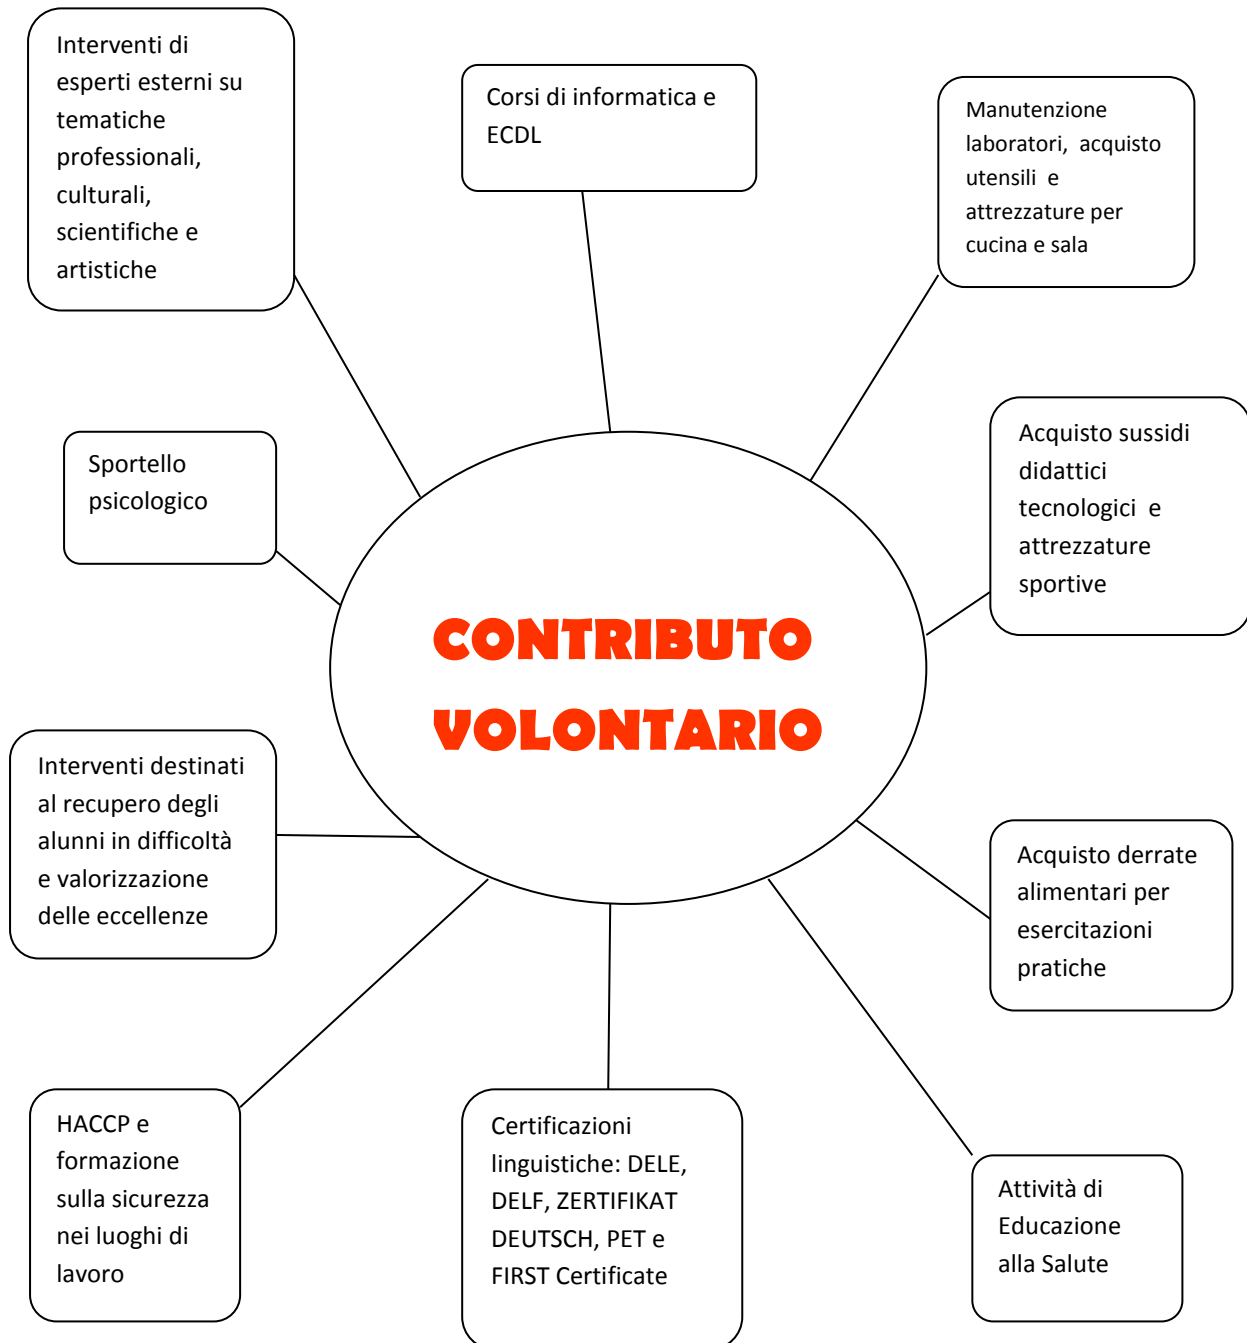 Interventi di
esperti esterni su
tematiche
professionali,
culturali,
scientifiche e
artistiche
Corsi di informatica e
ECDL
Manutenzione
laboratori, acquisto
utensili e
attrezzature per
cucina e sala
Sportello
psicologico
Acquisto sussidi
didattici
tecnologici e
attrezzature
sportive
CONTRIBUTO
VOLONTARIO
Interventi destinati
al recupero degli
alunni in difficoltà
e valorizzazione
delle eccellenze
Acquisto derrate
alimentari per
esercitazioni
pratiche
HACCP e
formazione
sulla sicurezza
nei luoghi di
lavoro
Certificazioni
linguistiche: DELE,
DELF, ZERTIFIKAT
DEUTSCH, PET e
FIRST Certificate
Attività di
Educazione
alla Salute